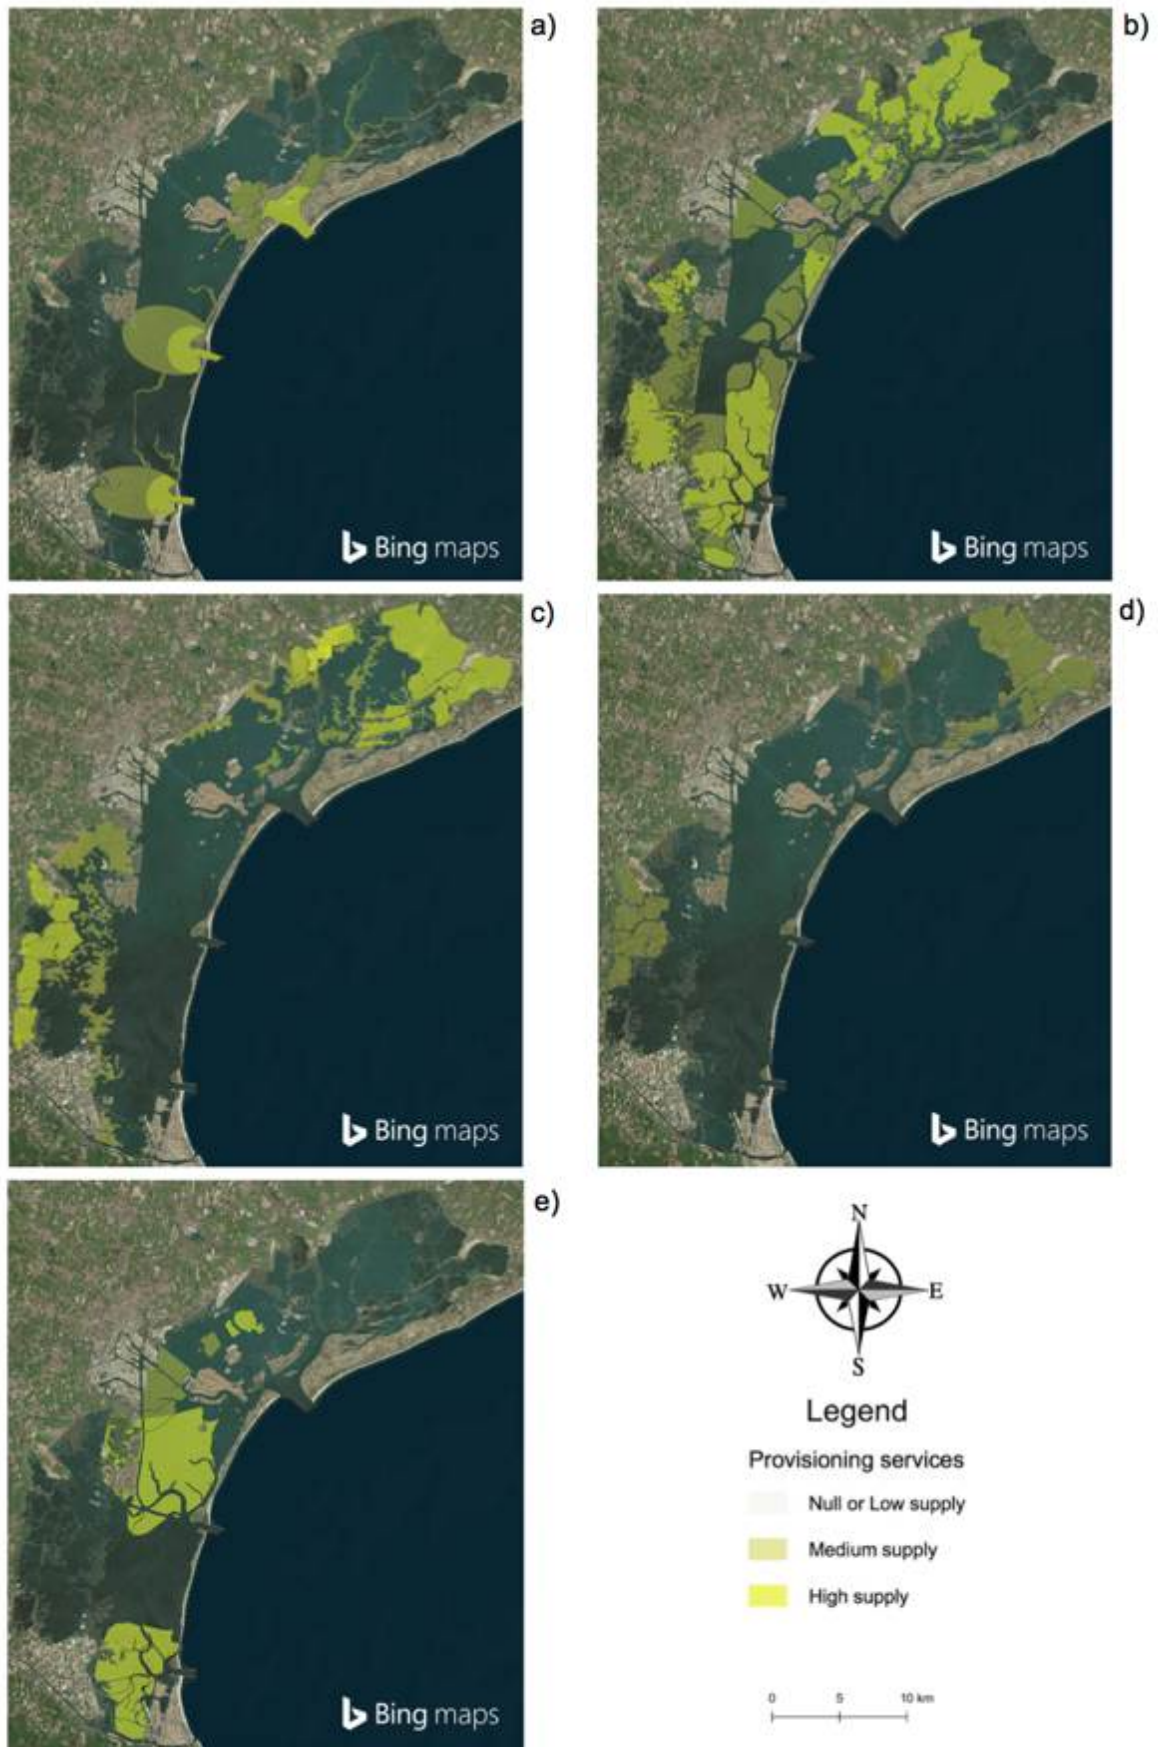 a)
b)
Bing maps
Bing maps
c)
d)
Bing maps
Bing maps
e)
N
W
E
S
Legend
Provisioning services
Null or Low supply
Medium supply
High supply
Bing maps
0 5 10 km